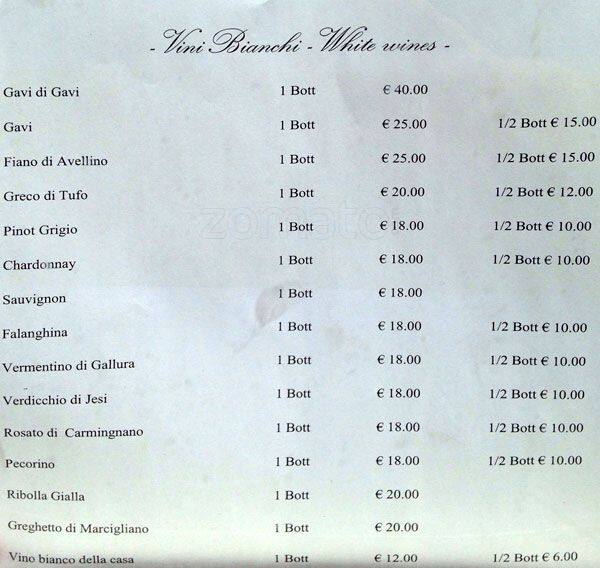 - Vini Bianchi - White wines -
Gavi di Gavi 1 Bott € 40.00
Gavi 1 Bott € 25.00 1/2 Bott € 15.00
Fiano di Avellino 1 Bott € 25.00 1/2 Bott € 15.00
Greco di Tufo 1 Bott € 20.00 1/2 Bott € 12.00
zomato
Pinot Grigio 1 Bott € 18.00 1/2 Bott € 10.00
Chardonnay 1 Bott € 18.00 1/2 Bott € 10.00
Sauvignon 1 Bott € 18.00
Falanghina 1 Bott € 18.00 1/2 Bott € 10.00
Vermentino di Gallura 1 Bott € 18.00 1/2 Bott € 10.00
Verdicchio di Jesi 1 Bott € 18.00 1/2 Bott € 10.00
Rosato di Carmingnano 1 Bott € 18.00 1/2 Bott € 10.00
Pecorino 1 Bott € 18.00 1/2 Bott € 10.00
Ribolla Gialla 1 Bott € 20.00
Greghetto di Marcigliano 1 Bott € 20.00
Vino bianco della casa 1 Bott € 12.00 1/2 Bott € 6.00